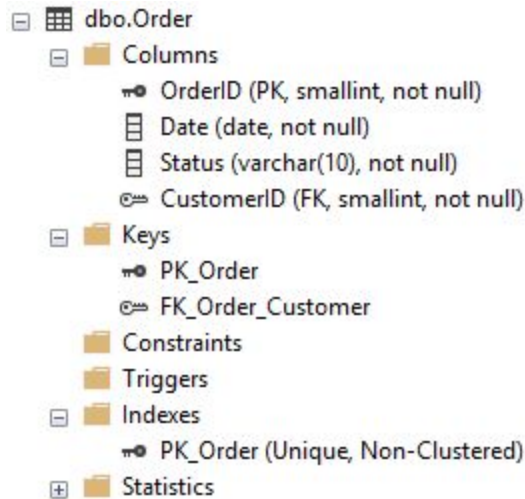 dbo.Order
Columns
OrderID (PK, smallint, not null)
Date (date, not null)
Status (varchar(10), not null)
CustomerID (FK, smallint, not null)
Keys
PK_Order
FK_Order_Customer
Constraints
Triggers
Indexes
PK_Order (Unique, Non-Clustered)
Statistics